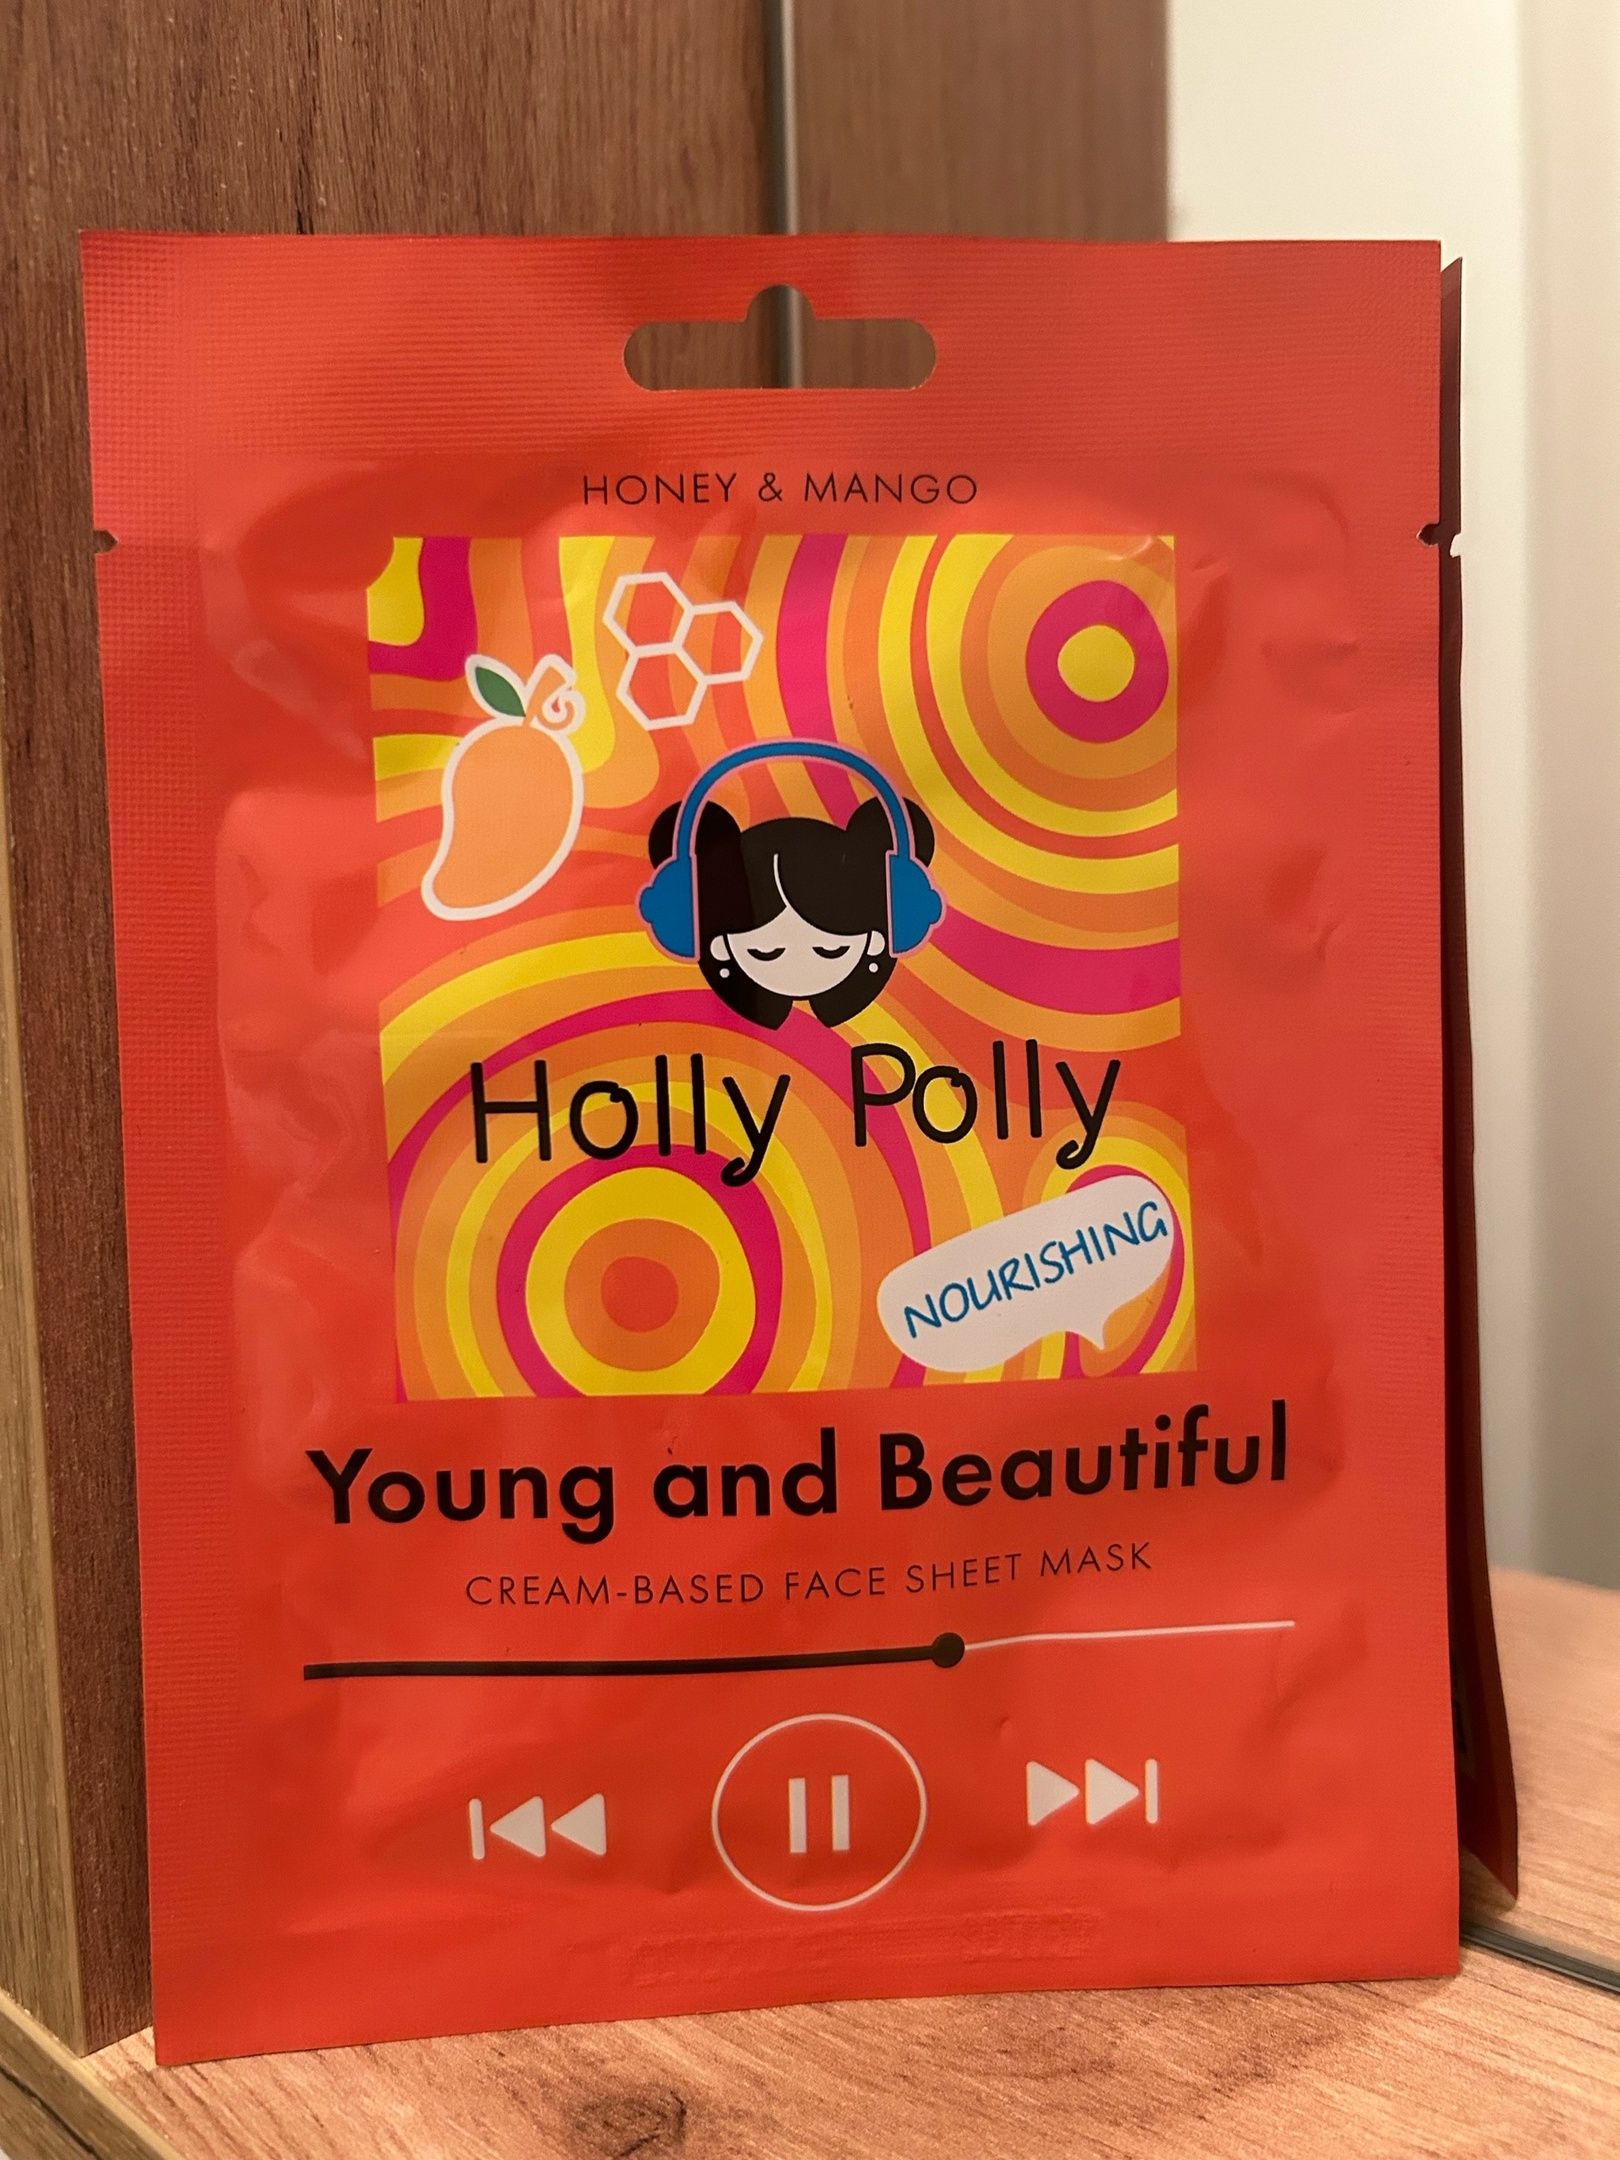 HONEY & MANGO
Holly Polly
NOURISHING
Young and Beautiful
CREAM-BASED FACE SHEET MASK